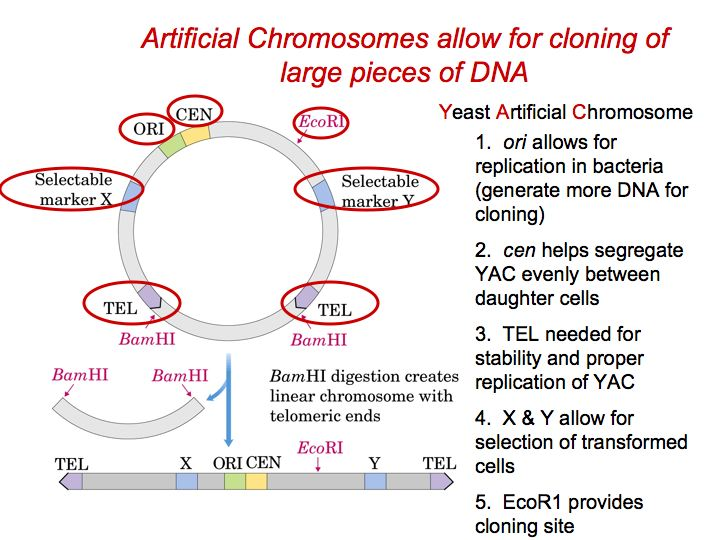 Artificial Chromosomes allow for cloning of
large pieces of DNA
CEN
ORI
EcoRI
Selectable
marker X
Selectable
marker Y
TEL
TEL
BamHI
BamHI
BamHI
BamHI
BamHI digestion creates
linear chromosome with
telomeric ends
EcoRI
TEL
X
ORI
CEN
Y
TEL
Yeast Artificial Chromosome
1. ori allows for
replication in bacteria
(generate more DNA for
cloning)
2. cen helps segregate
YAC evenly between
daughter cells
3. TEL needed for
stability and proper
replication of YAC
4. X & Y allow for
selection of transformed
cells
5. EcoR1 provides
cloning site